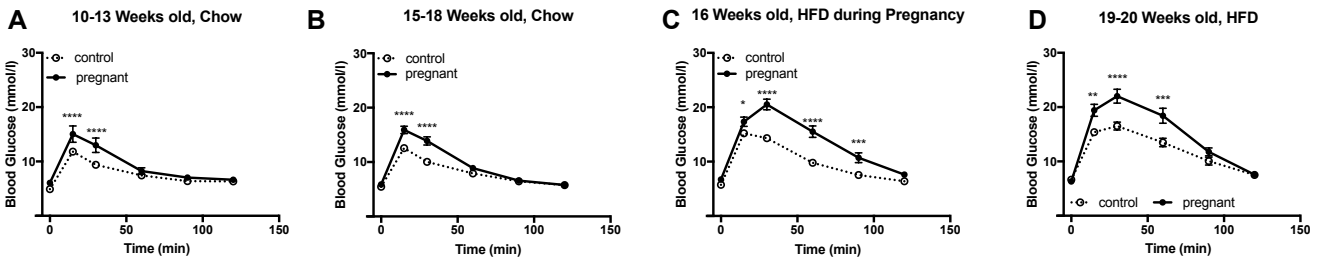 A 10-13 Weeks old, Chow
30
20
10
0 50 100 150
Blood Glucose (mmol/l)
Time (min)
control
pregnant
****
****
B 15-18 Weeks old, Chow
30
20
10
0 50 100 150
Blood Glucose (mmol/l)
Time (min)
control
pregnant
****
****
C 16 Weeks old, HFD during Pregnancy
30
20
10
0 50 100 150
Blood Glucose (mmol/l)
Time (min)
control
pregnant
*
****
****
***
D 19-20 Weeks old, HFD
30
20
10
0 50 100 150
Blood Glucose (mmol/l)
Time (min)
**
****
***
control pregnant